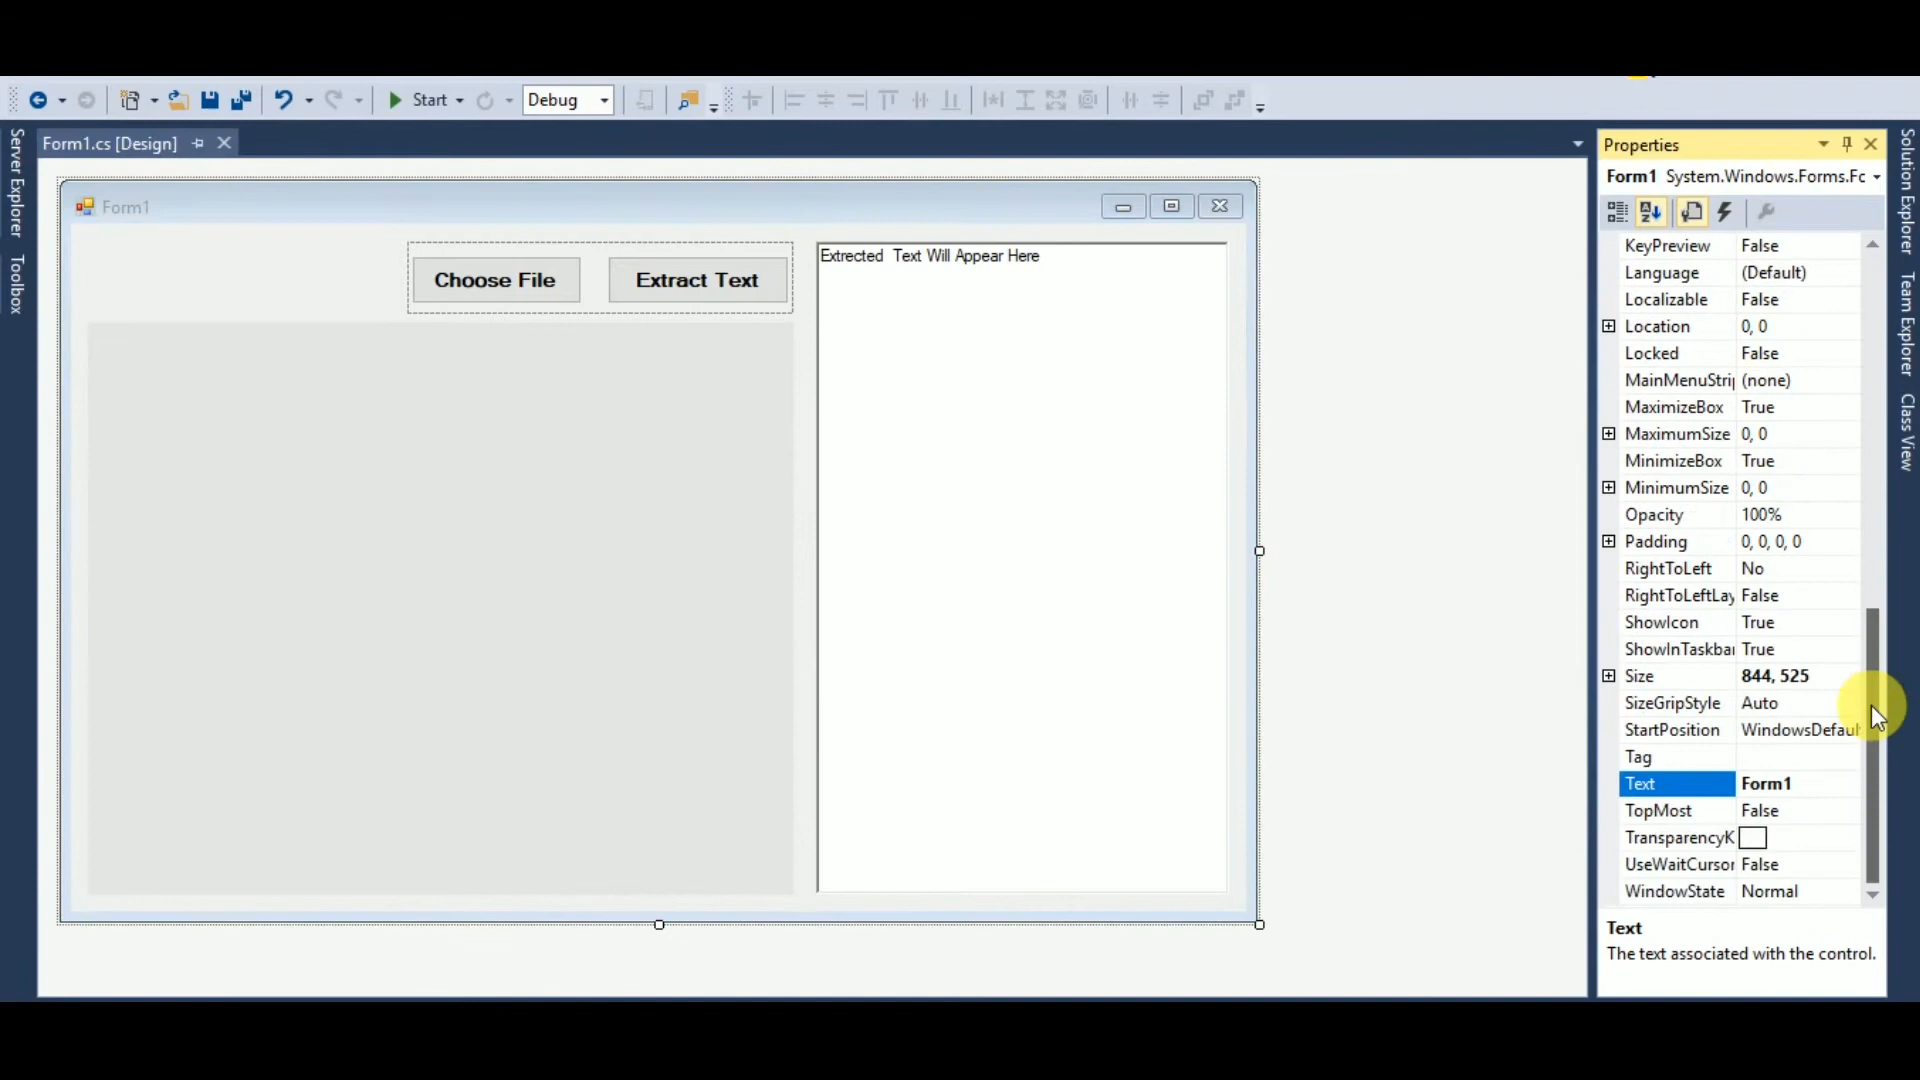 Start
Debug
Server Explorer
Toolbox
Form1.cs [Design]
Form1
Choose File
Extract Text
Extrected  Text Will Appear Here
Properties
Form1 System.Windows.Forms.Fc
KeyPreview False
Language (Default)
Localizable False
Location 0, 0
Locked False
MainMenuStri (none)
MaximizeBox True
MaximumSize 0, 0
MinimizeBox True
MinimumSize 0, 0
Opacity 100%
Padding 0, 0, 0, 0
RightToLeft No
RightToLeftLay False
ShowIcon True
ShowInTaskba True
Size 844, 525
SizeGripStyle Auto
StartPosition WindowsDefaul
Tag
Text Form1
TopMost False
TransparencyK
UseWaitCursor False
WindowState Normal
Text
The text associated with the control.
Solution Explorer
Team Explorer
Class View